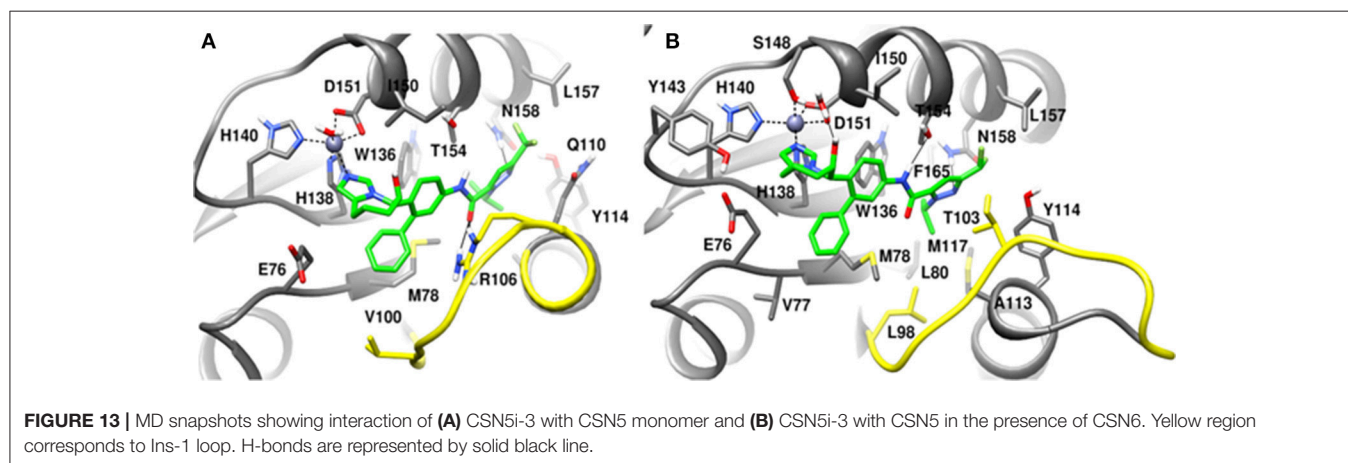 A
D151
I150
L157
H140
N158
W136
T154
Q110
H138
Y114
E76
R106
M78
V100
B
S148
I150
Y143
H140
T154
L157
D151
N158
H138
F165
W136
T103
Y114
E76
M117
M78
L80
V77
A113
L98
FIGURE 13 | MD snapshots showing interaction of (A) CSN5i-3 with CSN5 monomer and (B) CSN5i-3 with CSN5 in the presence of CSN6. Yellow region
corresponds to Ins-1 loop. H-bonds are represented by solid black line.